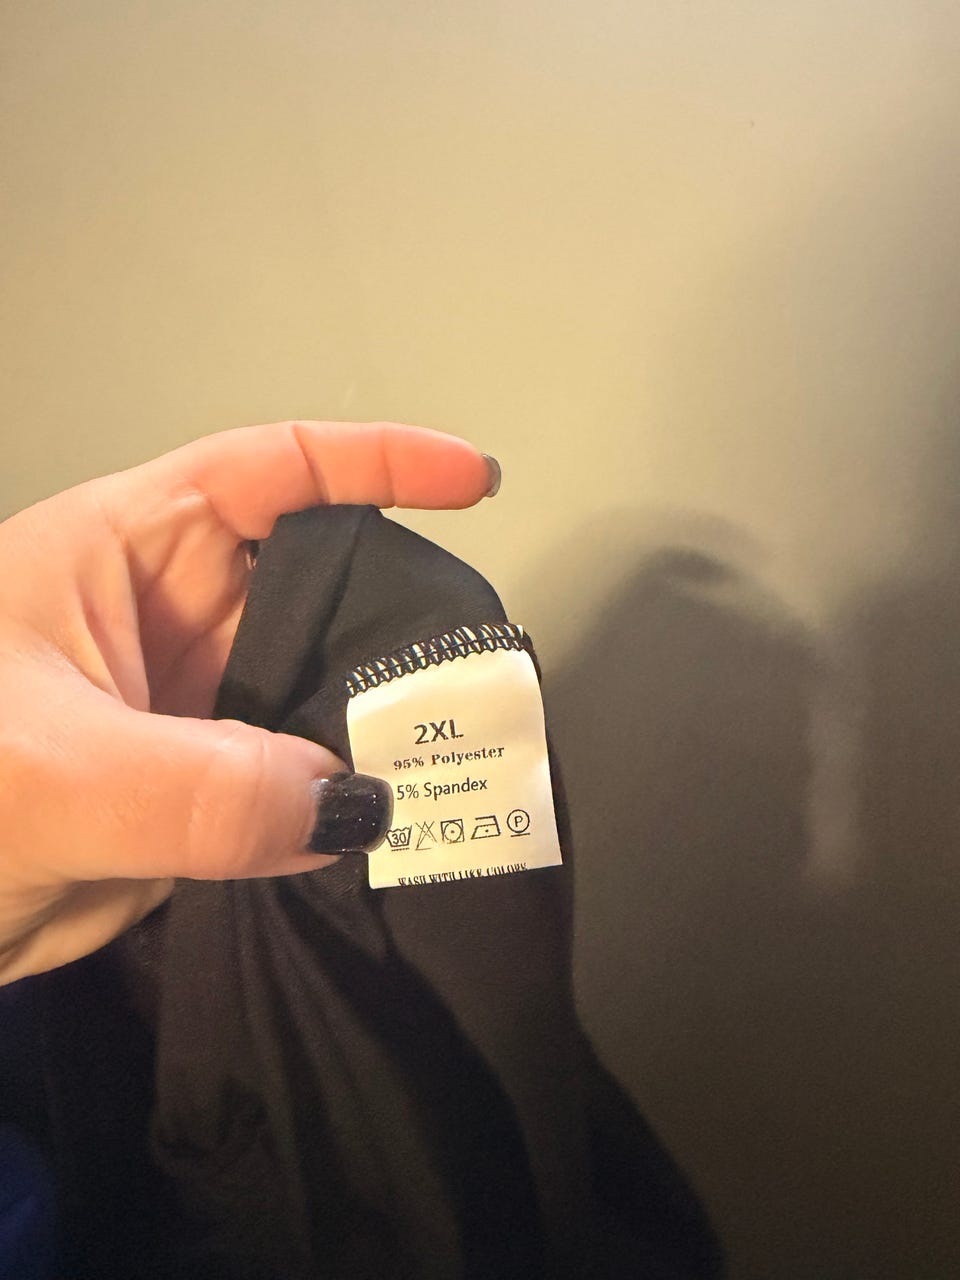 2XL
95% Polyester
5% Spandex
30 P
WASH WITH LIKE COLORS